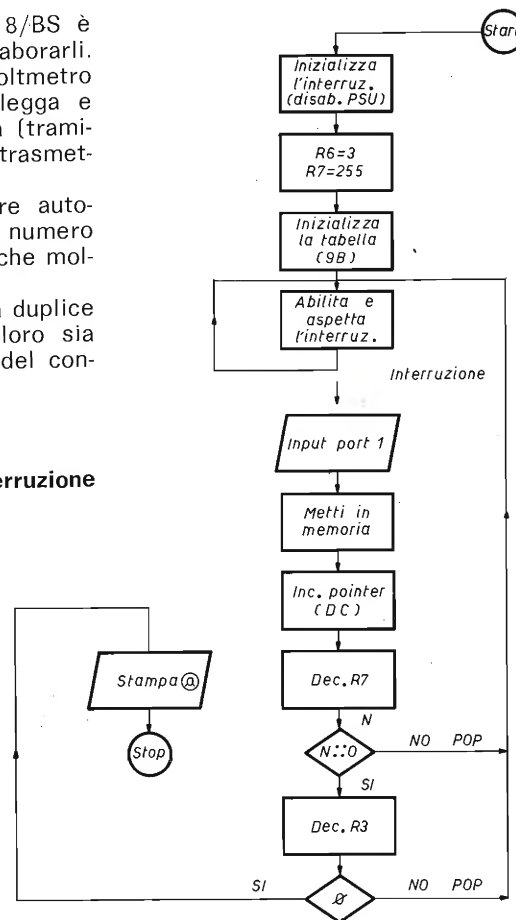 8/BS è
aborarli.
oltmetro
legga e
(trami-
trasmet-
re auto-
numero
che mol-
duplice
loro sia
del con-
erruzione
Start
Inizializza
l'interruz.
(disab. PSU)
R6=3
R7=255
Inizializza
la tabella
(9B)
Abilita e
aspetta
l'interruz.
Interruzione
Input port 1
Metti in
memoria
Inc. pointer
(DC)
Dec. R7
N
N::0
NO POP
SI
Dec. R3
Ø
NO POP
SI
Stampa @
Stop